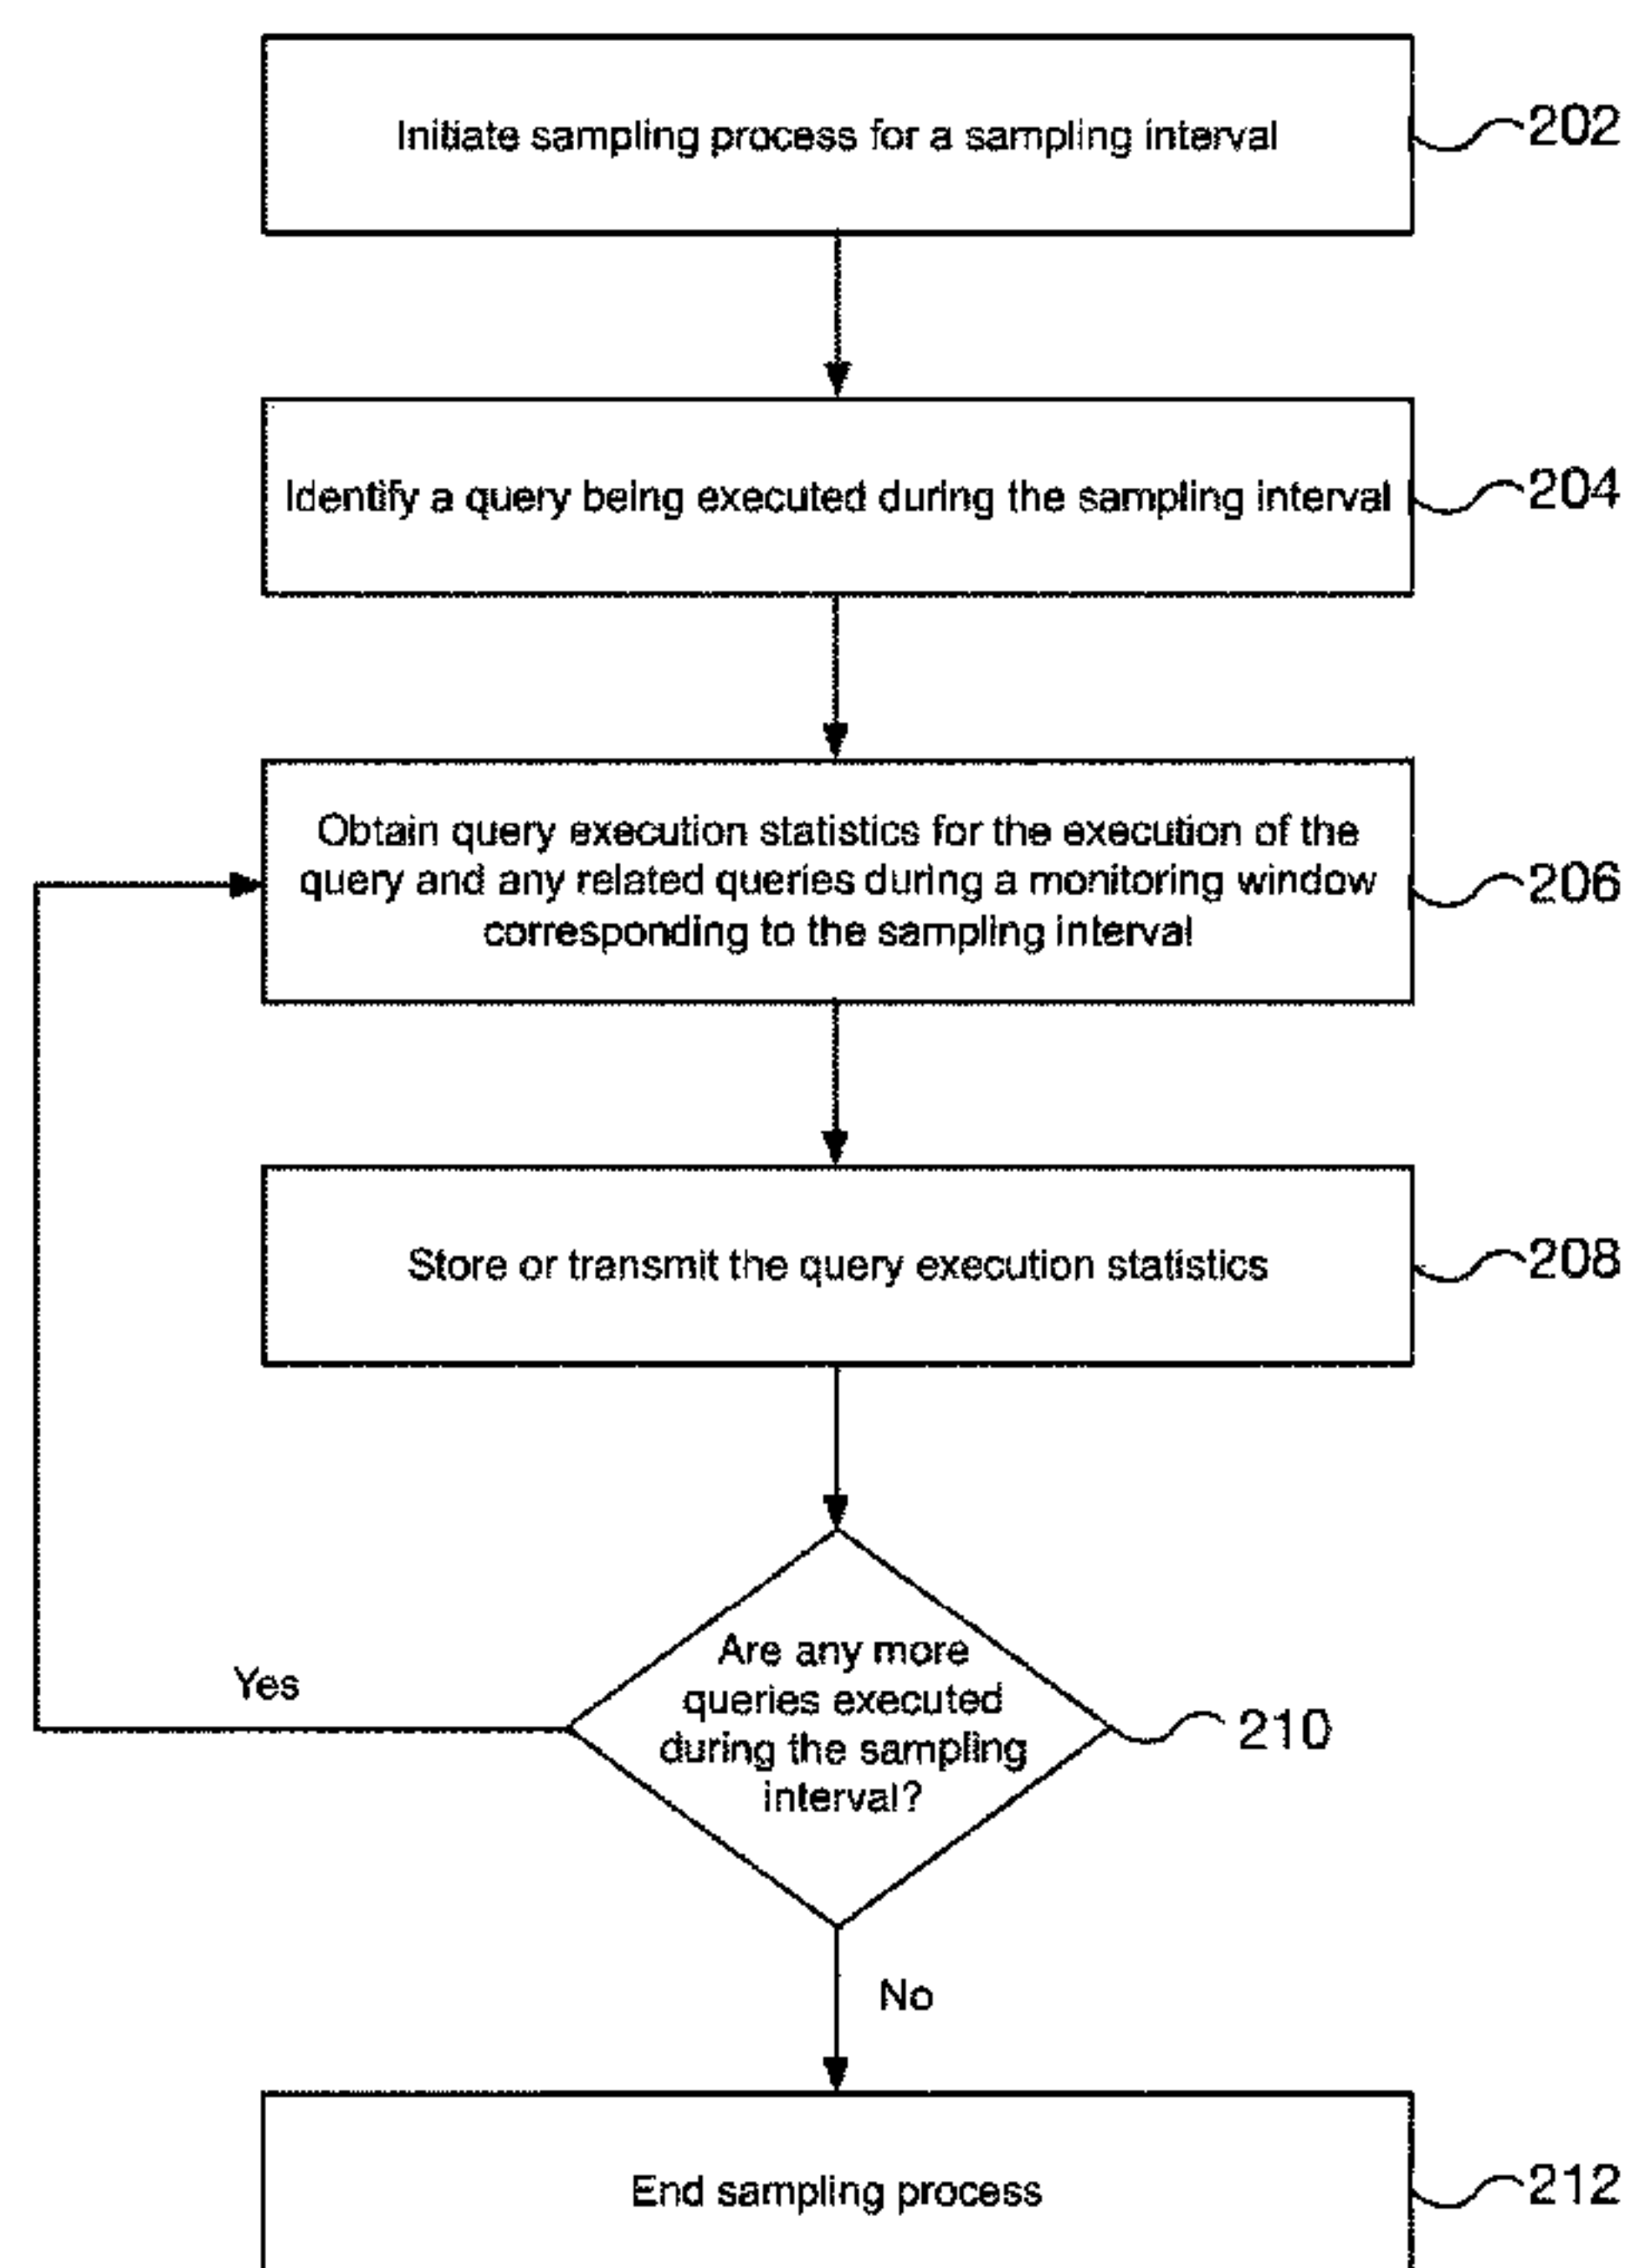 Initiate sampling process for a sampling interval
202
Identify a query being executed during the sampling interval
204
Obtain query execution statistics for the execution of the
query and any related queries during a monitoring window
corresponding to the sampling interval
206
Store or transmit the query execution statistics
208
Are any more
queries executed
during the sampling
interval?
210
Yes
No
End sampling process
212